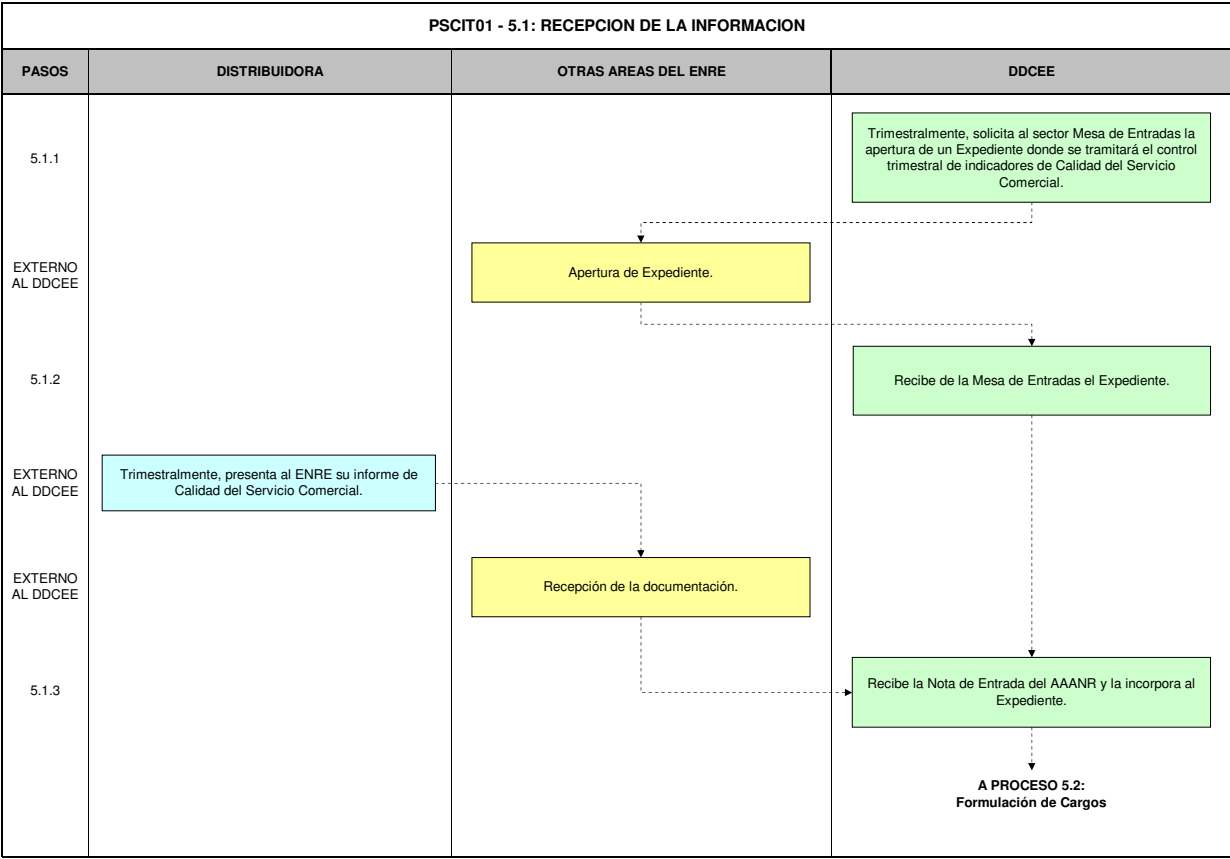 PSCIT01 - 5.1: RECEPCION DE LA INFORMACION
PASOS
DISTRIBUIDORA
OTRAS AREAS DEL ENRE
DDCEE
5.1.1
Trimestralmente, solicita al sector Mesa de Entradas la
apertura de un Expediente donde se tramitará el control
trimestral de indicadores de Calidad del Servicio
Comercial.
EXTERNO
AL DDCEE
Apertura de Expediente.
5.1.2
Recibe de la Mesa de Entradas el Expediente.
EXTERNO
AL DDCEE
Trimestralmente, presenta al ENRE su informe de
Calidad del Servicio Comercial.
EXTERNO
AL DDCEE
Recepción de la documentación.
5.1.3
Recibe la Nota de Entrada del AAANR y la incorpora al
Expediente.
A PROCESO 5.2:
Formulación de Cargos